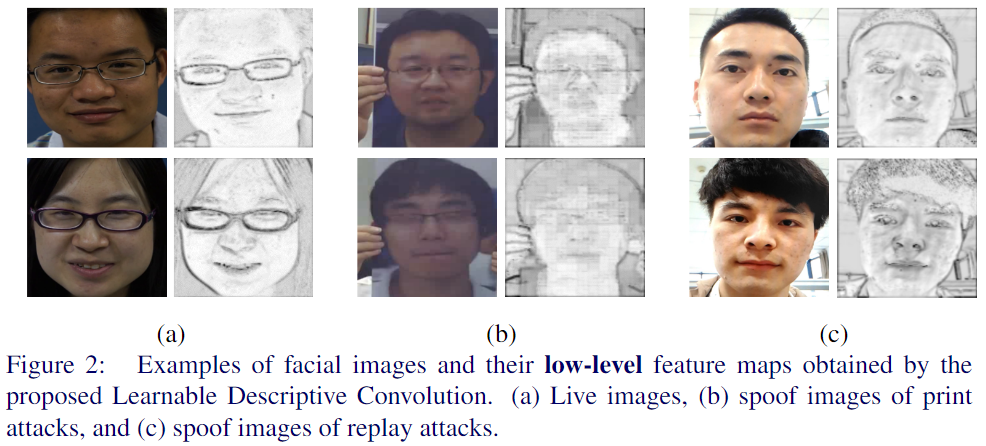 (a) (b) (c)
Figure 2: Examples of facial images and their low-level feature maps obtained by the
proposed Learnable Descriptive Convolution. (a) Live images, (b) spoof images of print
attacks, and (c) spoof images of replay attacks.